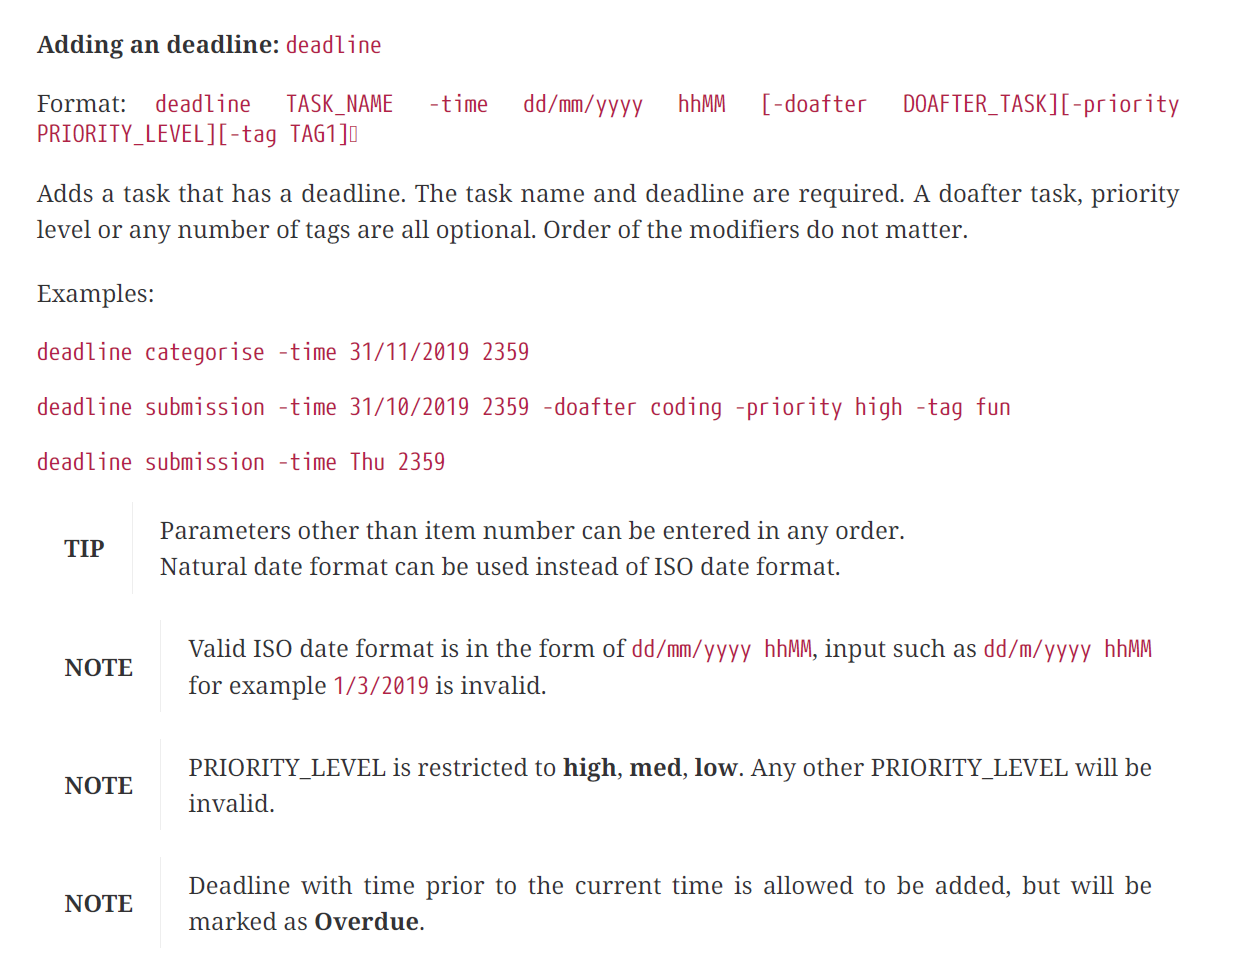 Adding an deadline: deadline
Format: deadline TASK_NAME -time dd/mm/yyyy hhMM [-doafter DOAFTER_TASK][-priority
PRIORITY_LEVEL][-tag TAG1]▯
Adds a task that has a deadline. The task name and deadline are required. A doafter task, priority
level or any number of tags are all optional. Order of the modifiers do not matter.
Examples:
deadline categorise -time 31/11/2019 2359
deadline submission -time 31/10/2019 2359 -doafter coding -priority high -tag fun
deadline submission -time Thu 2359
TIP
Parameters other than item number can be entered in any order.
Natural date format can be used instead of ISO date format.
NOTE
Valid ISO date format is in the form of dd/mm/yyyy hhMM, input such as dd/m/yyyy hhMM
for example 1/3/2019 is invalid.
NOTE
PRIORITY_LEVEL is restricted to high, med, low. Any other PRIORITY_LEVEL will be
invalid.
NOTE
Deadline with time prior to the current time is allowed to be added, but will be
marked as Overdue.